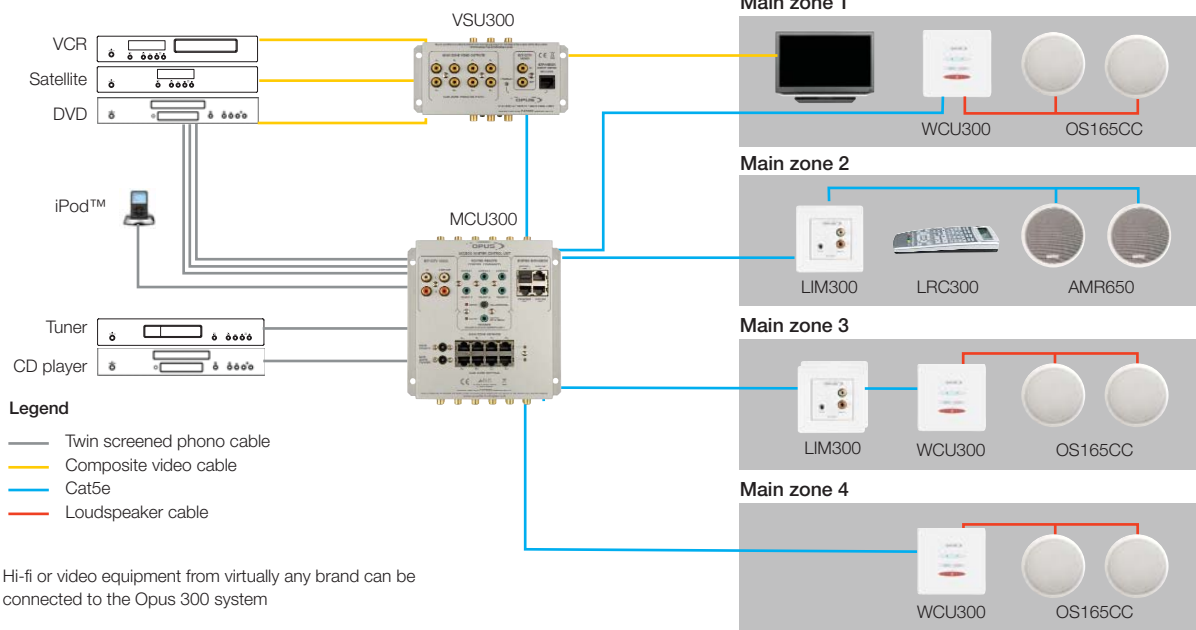 Main zone 1
VSU300
VCR
Satellite
DVD
OPUS
WCU300
OS165CC
Main zone 2
iPod™
MCU300
OPUS
LIM300
LRC300
AMR650
Main zone 3
Tuner
CD player
LIM300
WCU300
OS165CC
Legend
Twin screened phono cable
Composite video cable
Cat5e
Loudspeaker cable
Main zone 4
Hi-fi or video equipment from virtually any brand can be
connected to the Opus 300 system
WCU300
OS165CC